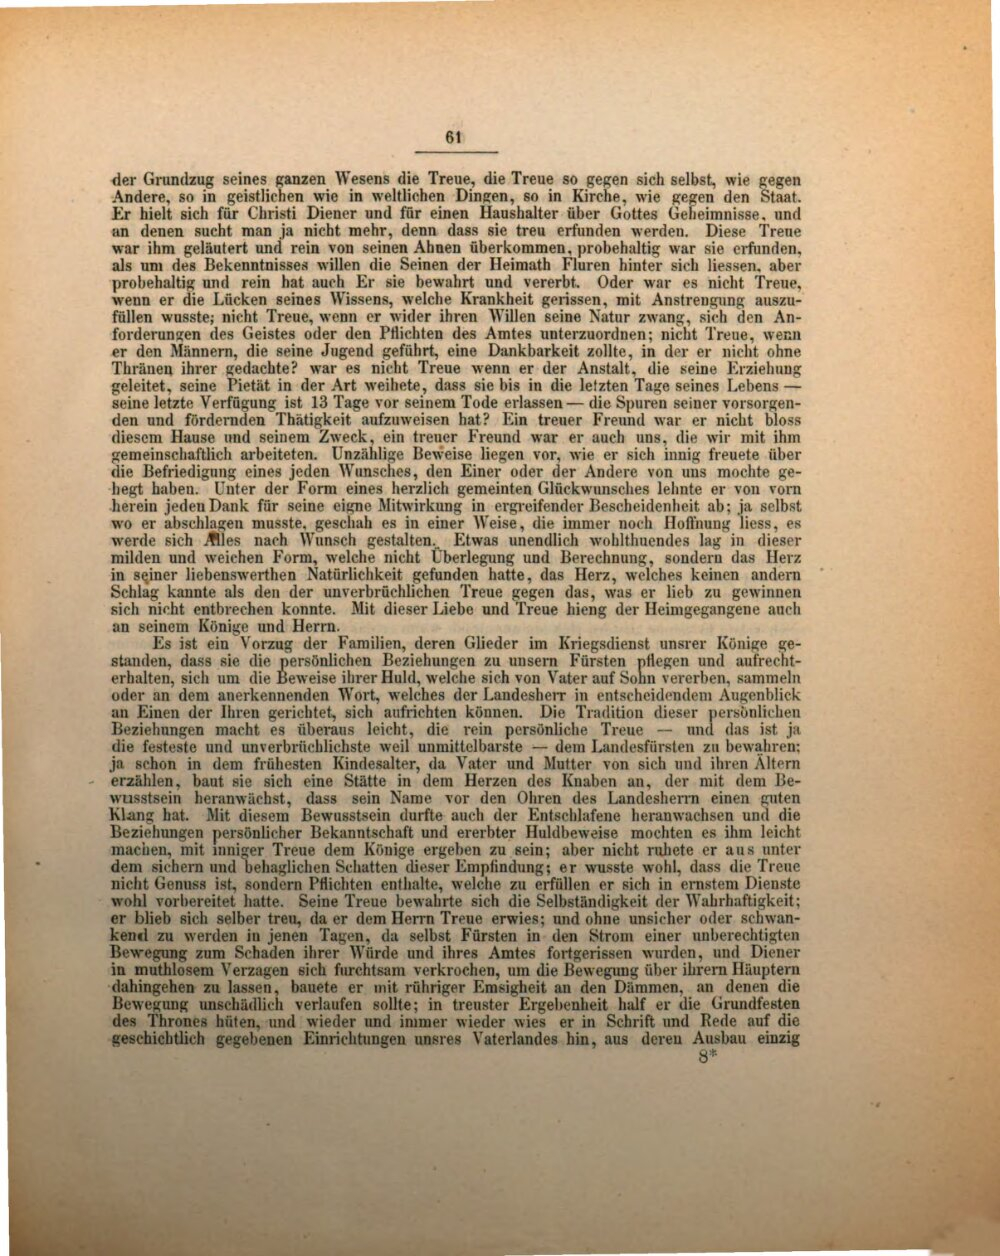 61
der Grundzug seines ganzen Wesens die Treue, die Treue so gegen sich selbst, wie gegen
Andere, so in geistlichen wie in weltlichen Dingen, so in Kirche, wie gegen den Staat.
Er hielt sich für Christi Diener und für einen Haushalter über Gottes Geheimnisse, und
an denen sucht man ja nicht mehr, denn dass sie treu erfunden werden. Diese Treue
war ihm geläutert und rein von seinen Ahnen überkommen, probehaltig war sie erfunden,
als um des Bekenntnisses willen die Seinen der Heimath Fluren hinter sich liessen, aber
probehaltig und rein hat auch Er sie bewahrt und vererbt. Oder war es nicht Treue,
wenn er die Lücken seines Wissens, welche Krankheit gerissen, mit Anstrengung auszu-
füllen wusste; nicht Treue, wenn er wider ihren Willen seine Natur zwang, sich den An-
forderungen des Geistes oder den Pflichten des Amtes unterzuordnen; nicht Treue, wenn
er den Männern, die seine Jugend geführt, eine Dankbarkeit zollte, in der er nicht ohne
Thränen ihrer gedachte? war es nicht Treue wenn er der Anstalt, die seine Erziehung
geleitet, seine Pietät in der Art weihete, dass sie bis in die letzten Tage seines Lebens —
seine letzte Verfügung ist 13 Tage vor seinem Tode erlassen — die Spuren seiner vorsorgen-
den und fördernden Thätigkeit aufzuweisen hat? Ein treuer Freund war er nicht bloss
diesem Hause und seinem Zweck, ein treuer Freund war er auch uns, die wir mit ihm
gemeinschaftlich arbeiteten. Unzählige Beweise liegen vor, wie er sich innig freuete über
die Befriedigung eines jeden Wunsches, den Einer oder der Andere von uns mochte ge-
hegt haben. Unter der Form eines herzlich gemeinten Glückwunsches lehnte er von vorn
herein jeden Dank für seine eigne Mitwirkung in ergreifender Bescheidenheit ab; ja selbst
wo er abschlagen musste, geschah es in einer Weise, die immer noch Hoffnung liess, es
werde sich Alles nach Wunsch gestalten. Etwas unendlich wohlthuendes lag in dieser
milden und weichen Form, welche nicht Überlegung und Berechnung, sondern das Herz
in seiner liebenswerthen Natürlichkeit gefunden hatte, das Herz, welches keinen andern
Schlag kannte als den der unverbrüchlichen Treue gegen das, was er lieb zu gewinnen
sich nicht entbrechen konnte. Mit dieser Liebe und Treue hieng der Heimgegangene auch
an seinem Könige und Herrn.
Es ist ein Vorzug der Familien, deren Glieder im Kriegsdienst unsrer Könige ge-
standen, dass sie die persönlichen Beziehungen zu unsern Fürsten pflegen und aufrecht-
erhalten, sich um die Beweise ihrer Huld, welche sich von Vater auf Sohn vererben, sammeln
oder an dem anerkennenden Wort, welches der Landesherr in entscheidendem Augenblick
an Einen der Ihren gerichtet, sich aufrichten können. Die Tradition dieser persönlichen
Beziehungen macht es überaus leicht, die rein persönliche Treue — und das ist ja
die festeste und unverbrüchlichste weil unmittelbarste — dem Landesfürsten zu bewahren;
ja schon in dem frühesten Kindesalter, da Vater und Mutter von sich und ihren Ältern
erzählen, baut sie sich eine Stätte in dem Herzen des Knaben an, der mit dem Be-
wusstsein heranwächst, dass sein Name vor den Ohren des Landesherrn einen guten
Klang hat. Mit diesem Bewusstsein durfte auch der Entschlafene heranwachsen und die
Beziehungen persönlicher Bekanntschaft und ererbter Huldbeweise mochten es ihm leicht
machen, mit inniger Treue dem Könige ergeben zu sein; aber nicht ruhete er aus unter
dem sichern und behaglichen Schatten dieser Empfindung; er wusste wohl, dass die Treue
nicht Genuss ist, sondern Pflichten enthalte, welche zu erfüllen er sich in ernstem Dienste
wohl vorbereitet hatte. Seine Treue bewahrte sich die Selbständigkeit der Wahrhaftigkeit;
er blieb sich selber treu, da er dem Herrn Treue erwies; und ohne unsicher oder schwan-
kend zu werden in jenen Tagen, da selbst Fürsten in den Strom einer unberechtigten
Bewegung zum Schaden ihrer Würde und ihres Amtes fortgerissen wurden, und Diener
in muthlosem Verzagen sich furchtsam verkrochen, um die Bewegung über ihrem Häuptern
dahingehen zu lassen, bauete er mit rühriger Emsigheit an den Dämmen, an denen die
Bewegung unschädlich verlaufen sollte; in treuster Ergebenheit half er die Grundfesten
des Thrones hüten, und wieder und immer wieder wies er in Schrift und Rede auf die
geschichtlich gegebenen Einrichtungen unsres Vaterlandes hin, aus deren Ausbau einzig
8*